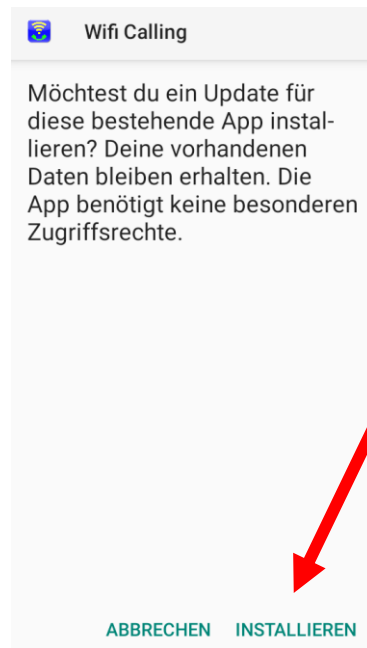 Wifi Calling
Möchtest du ein Update für
diese bestehende App instal-
lieren? Deine vorhandenen
Daten bleiben erhalten. Die
App benötigt keine besonderen
Zugriffsrechte.
ABBRECHEN INSTALLIEREN